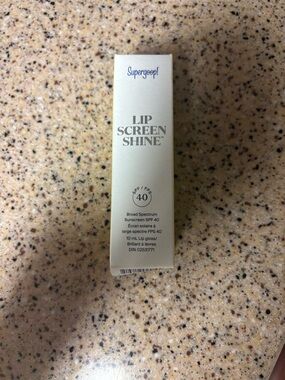 Supergoop!
LIP
SCREEN
SHINE™
SPF / FPS
40
Broad Spectrum
Sunscreen SPF 40
Écran solaire à
large spectre FPS 40
10 mL Lip gloss/
Brillant à lèvres